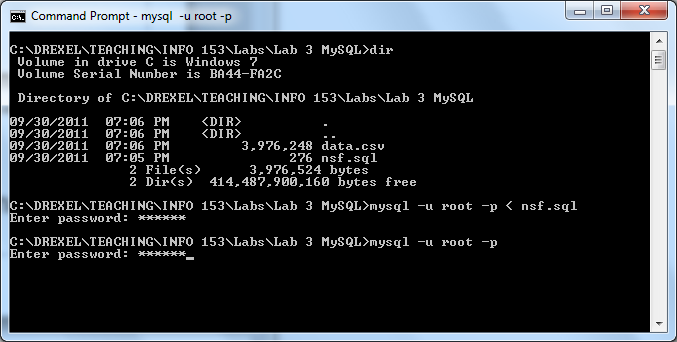 Command Prompt - mysql -u root -p
C:\DREXEL\TEACHING\INFO 153\Labs\Lab 3 MySQL>dir
Volume in drive C is Windows 7
Volume Serial Number is BA44-FA2C
Directory of C:\DREXEL\TEACHING\INFO 153\Labs\Lab 3 MySQL
09/30/2011  07:06 PM    <DIR>          .
09/30/2011  07:06 PM    <DIR>          ..
09/30/2011  07:06 PM         3,976,248 data.csv
09/30/2011  07:05 PM               276 nsf.sql
2 File(s)      3,976,524 bytes
2 Dir(s)  414,487,900,160 bytes free
C:\DREXEL\TEACHING\INFO 153\Labs\Lab 3 MySQL>mysql -u root -p < nsf.sql
Enter password: ******
C:\DREXEL\TEACHING\INFO 153\Labs\Lab 3 MySQL>mysql -u root -p
Enter password: ******_